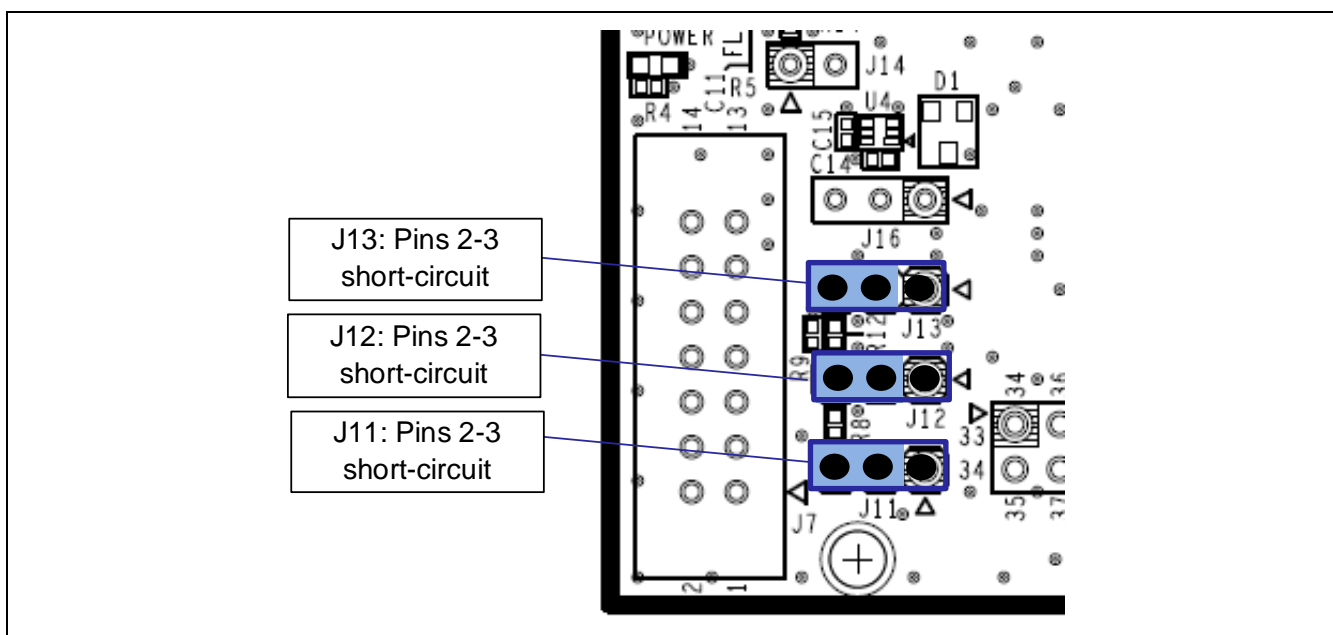 POWER
FL
J14
R4
C11
R5
D1
U4
C15
14
13
C14
J16
J13: Pins 2-3
short-circuit
J13
R12
R9
J12: Pins 2-3
short-circuit
J12
34
36
33
R8
J11: Pins 2-3
short-circuit
34
J11
35
37
J7
2
1